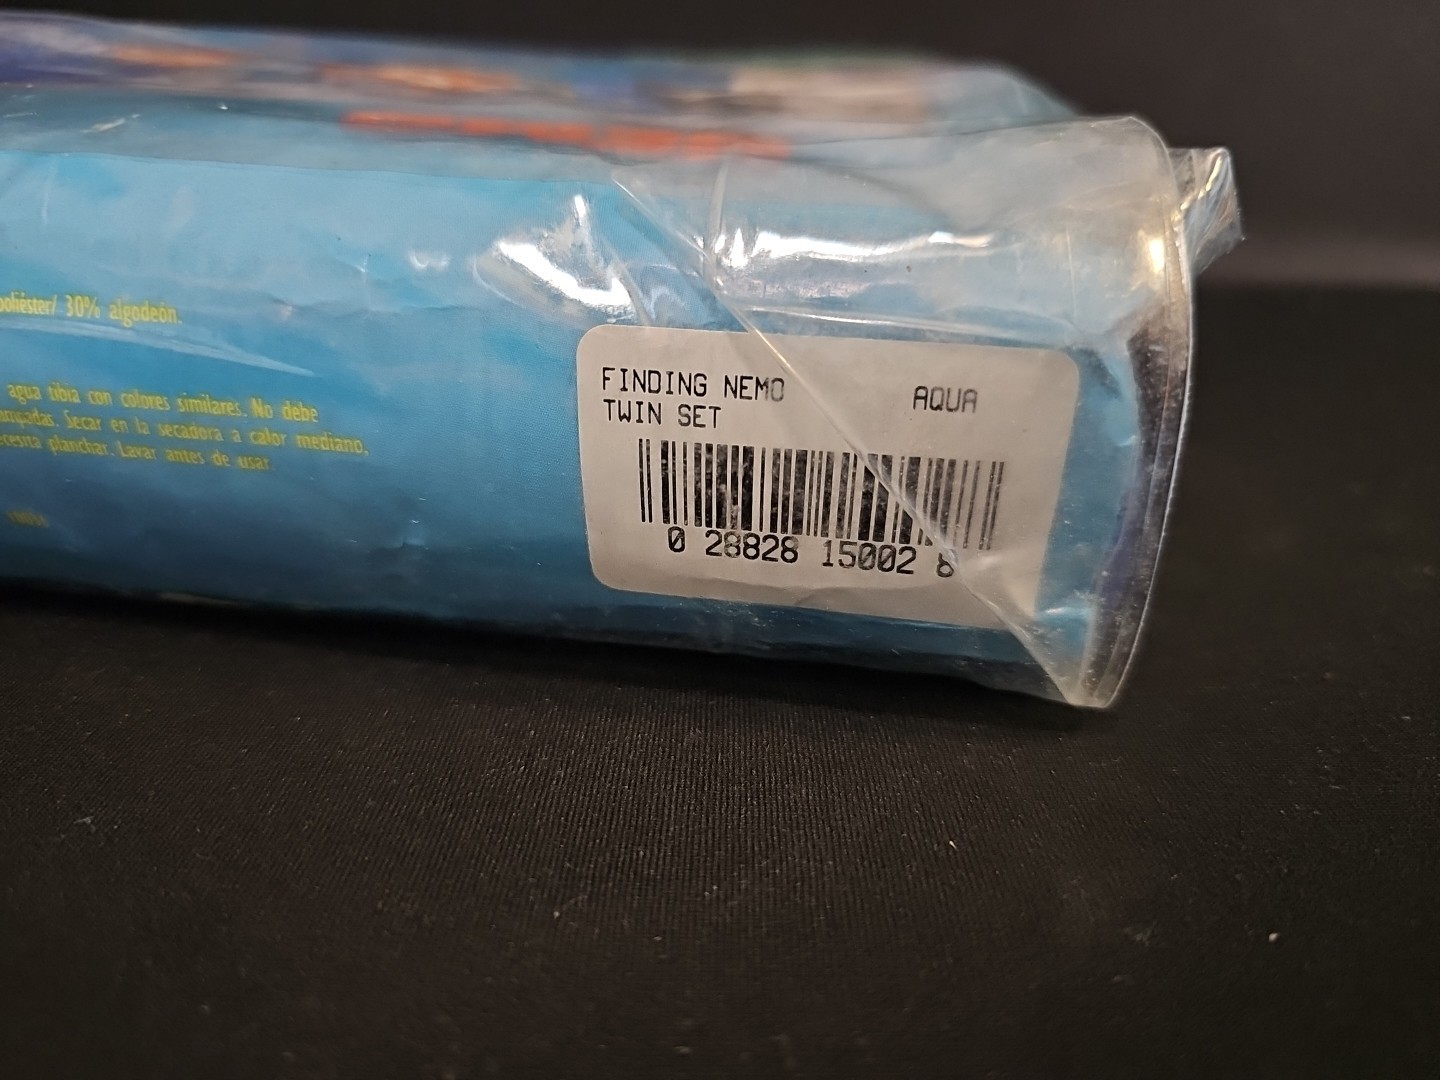 poliéster/ 30% algodeón.
agua tibia con colores similares. No debe
Secar en la secadora a calor mediano,
planchar. Lavar antes de usar.
FINDING NEMO AQUA
TWIN SET
0 28828 15002 8